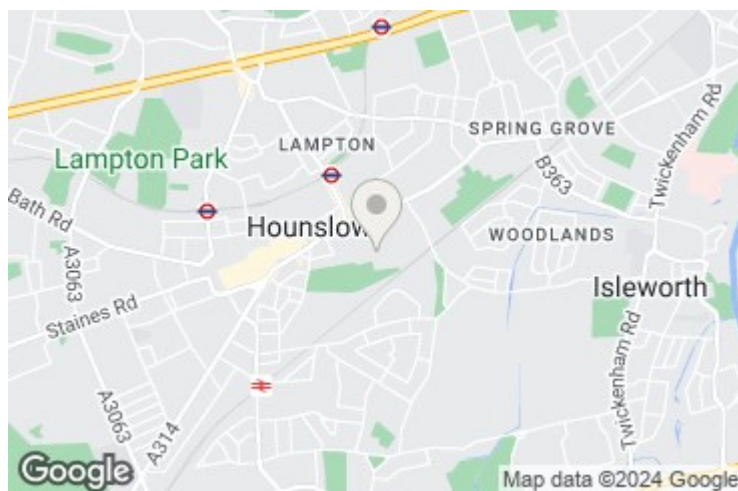 LAMPTON
SPRING GROVE
Lampton Park
B363
Twickenham Rd
Bath Rd
Hounslow
WOODLANDS
A3063
Isleworth
Staines Rd
Twickenham Rd
A3063
A314
Google
Map data ©2024 Google